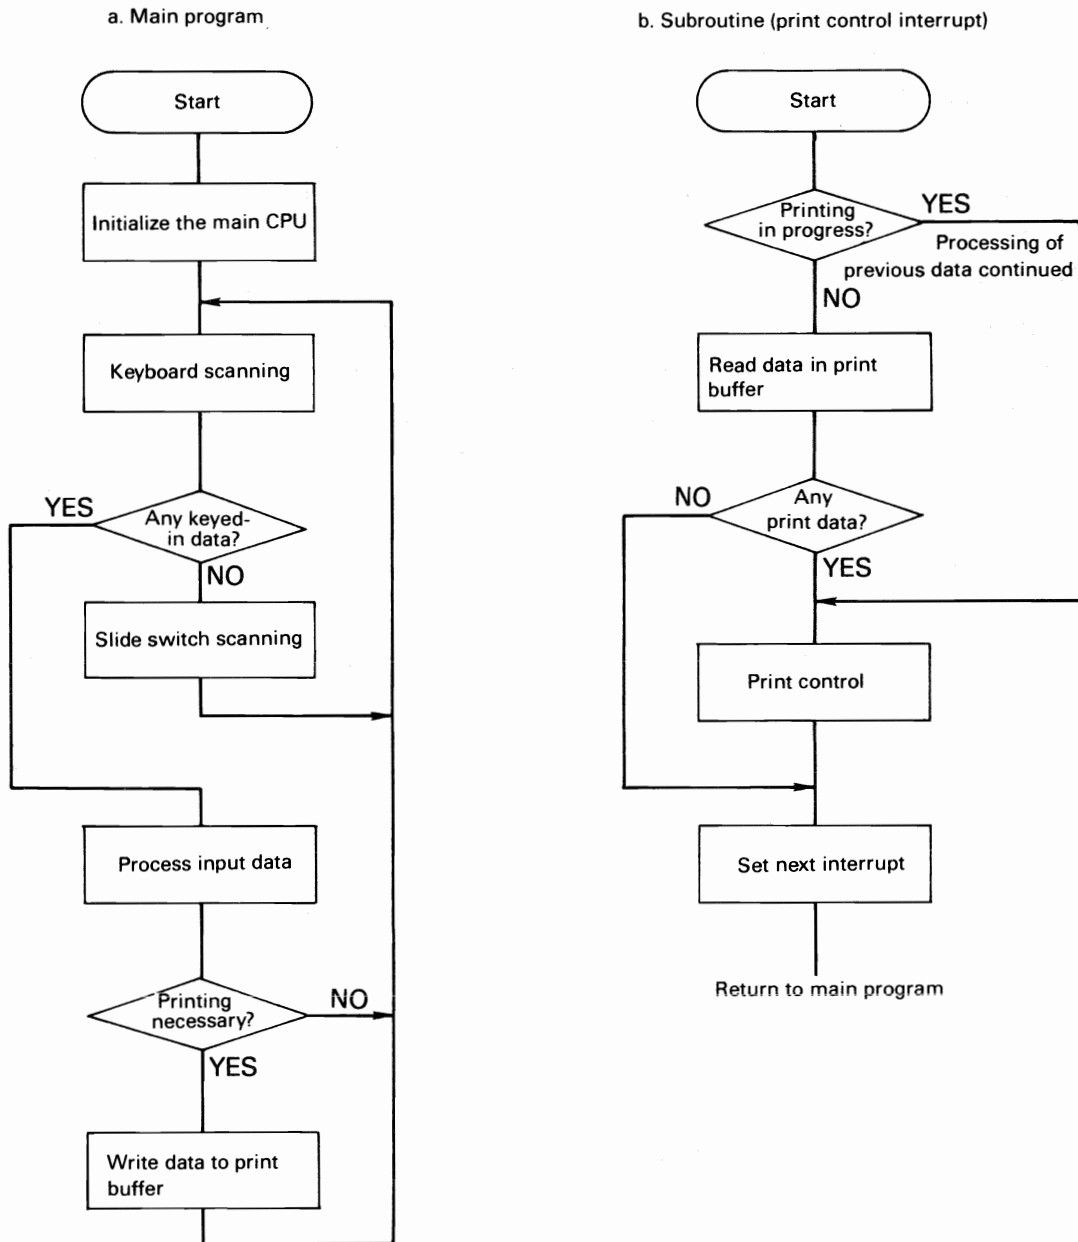 a. Main program
Start
Initialize the main CPU
Keyboard scanning
YES
Any keyed-
in data?
NO
Slide switch scanning
Process input data
Printing
necessary?
NO
YES
Write data to print
buffer
b. Subroutine (print control interrupt)
Start
Printing
in progress?
YES
Processing of
previous data continued
NO
Read data in print
buffer
NO
Any
print data?
YES
Print control
Set next interrupt
Return to main program